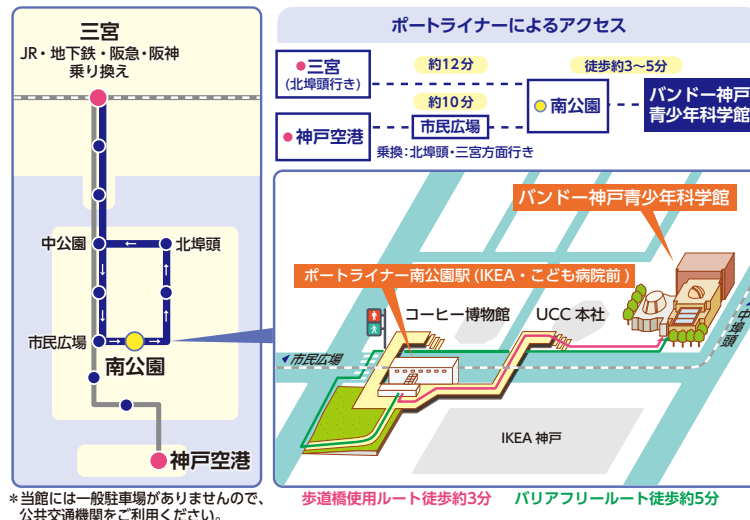 三宮
JR・地下鉄・阪急・阪神
乗り換え
中公園
北埠頭
市民広場
南公園
神戸空港
*当館には一般駐車場がありませんので、
公共交通機関をご利用ください。
ポートライナーによるアクセス
三宮
(北埠頭行き)
約12分
徒歩約3~5分
南公園
バンドー神戸
青少年科学館
神戸空港
約10分
市民広場
乗換:北埠頭・三宮方面行き
バンドー神戸青少年科学館
ポートライナー南公園駅(IKEA・こども病院前)
コーヒー博物館
UCC 本社
中埠頭
市民広場
IKEA 神戸
歩道橋使用ルート徒歩約3分
バリアフリールート徒歩約5分